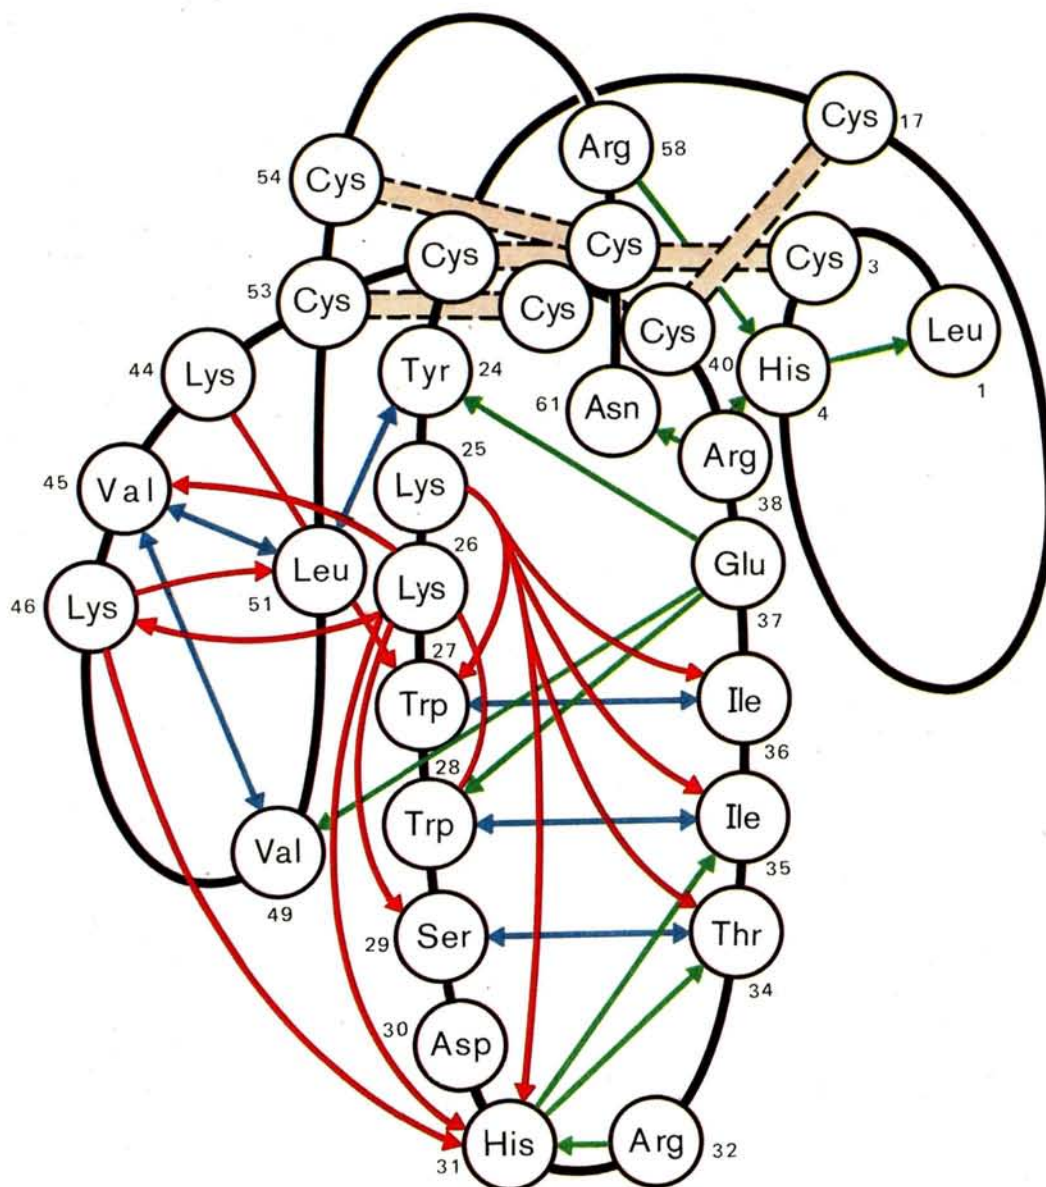 Cys 17
Arg 58
54 Cys
Cys
Cys
Cys 3
53 Cys
Cys
Cys 40
Leu 1
44 Lys
Tyr 24
His 4
61 Asn
25
Arg 38
45 Val
Lys
26
Leu 51
Lys
Glu 37
46 Lys
27
Trp
Ile 36
28
Trp
Ile 35
Val 49
29 Ser
Thr 34
30 Asp
His 31
Arg 32